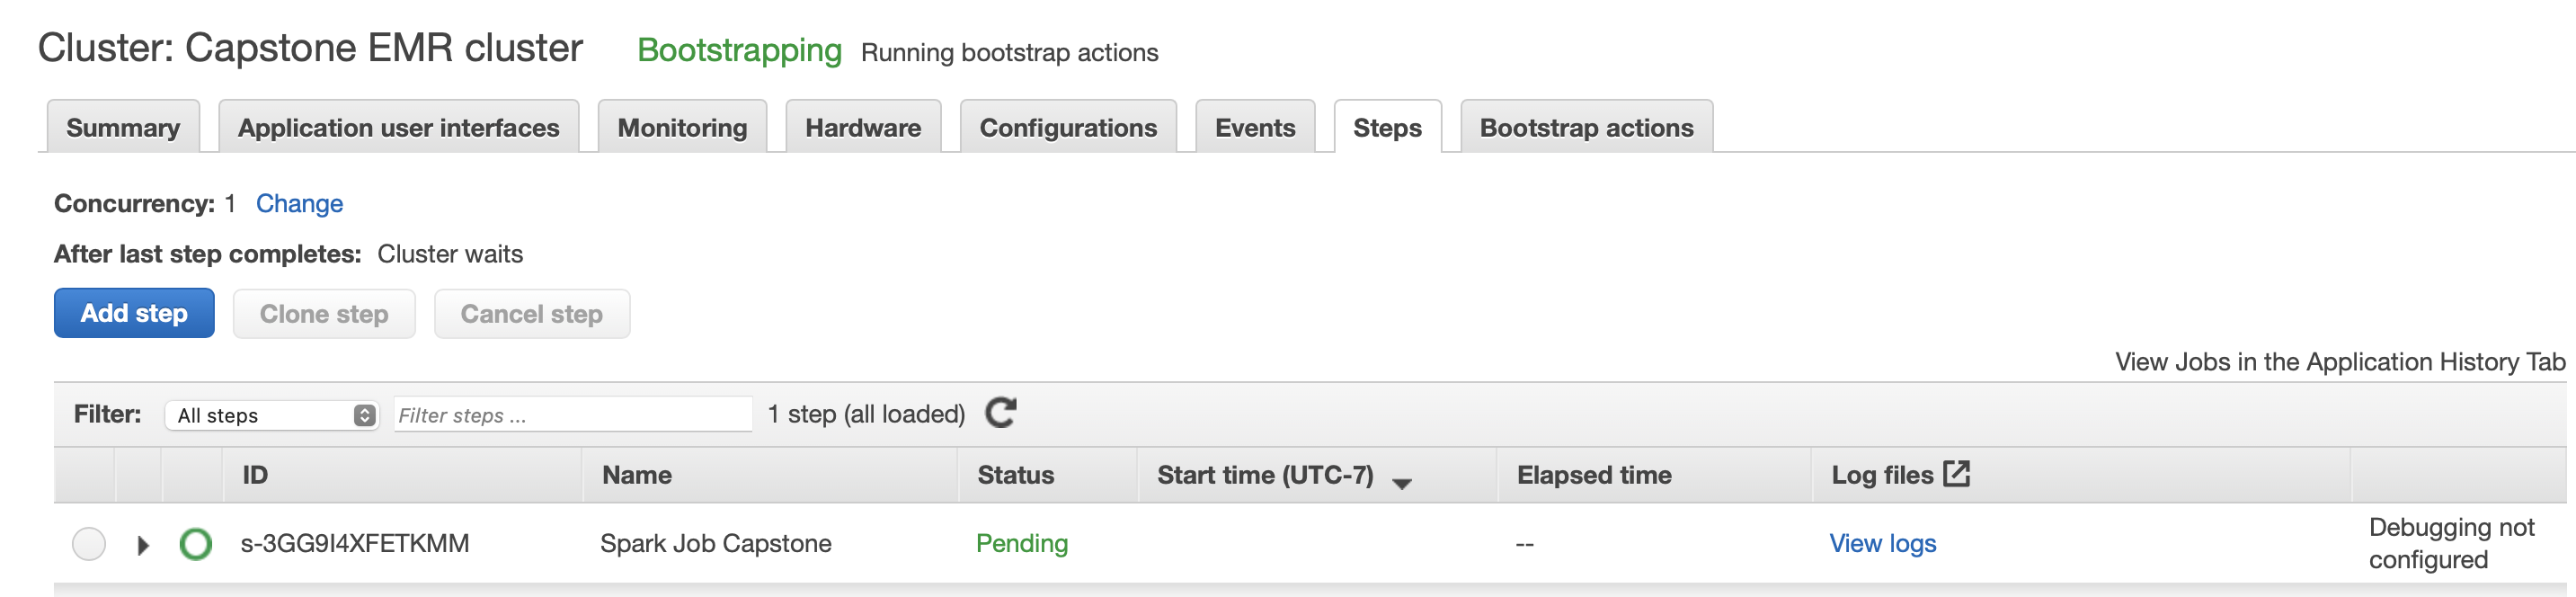 Cluster: Capstone EMR cluster Bootstrapping Running bootstrap actions
Summary Application user interfaces Monitoring Hardware Configurations Events Steps Bootstrap actions
Concurrency: 1 Change
After last step completes: Cluster waits
Add step Clone step Cancel step
View Jobs in the Application History Tab
Filter: All steps Filter steps ... 1 step (all loaded)
ID Name Status Start time (UTC-7) Elapsed time Log files
s-3GG9I4XFETKMM Spark Job Capstone Pending -- View logs Debugging not
configured